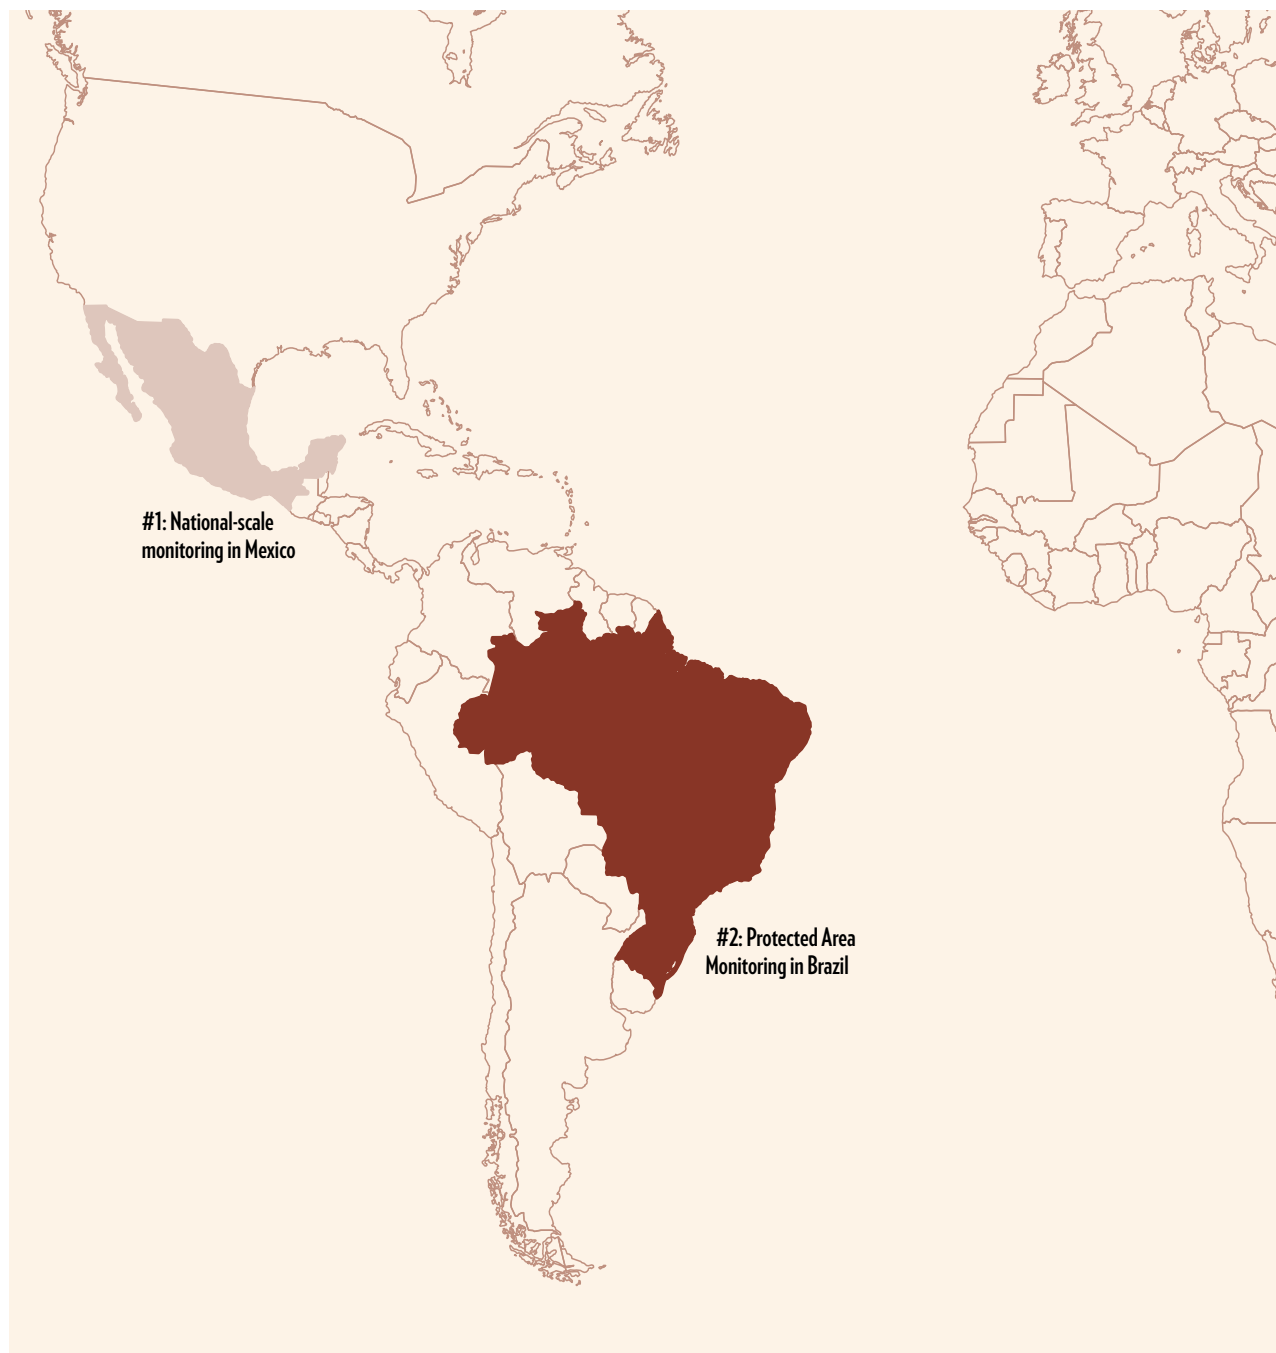 #1: National-scale
monitoring in Mexico
#2: Protected Area
Monitoring in Brazil